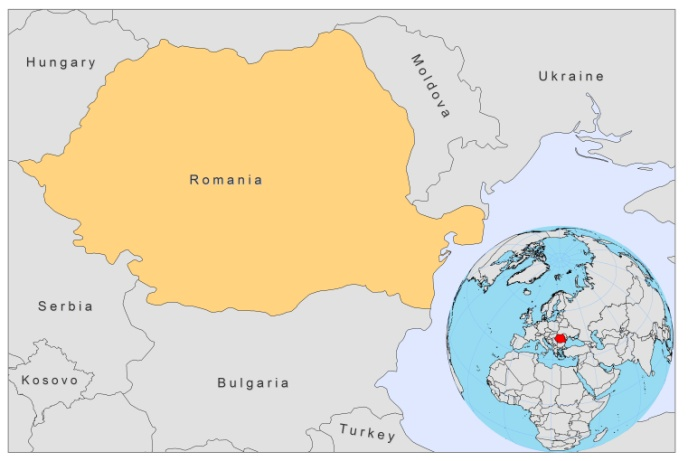 Hungary
Moldova
Ukraine
Romania
Serbia
Kosovo
Bulgaria
Turkey